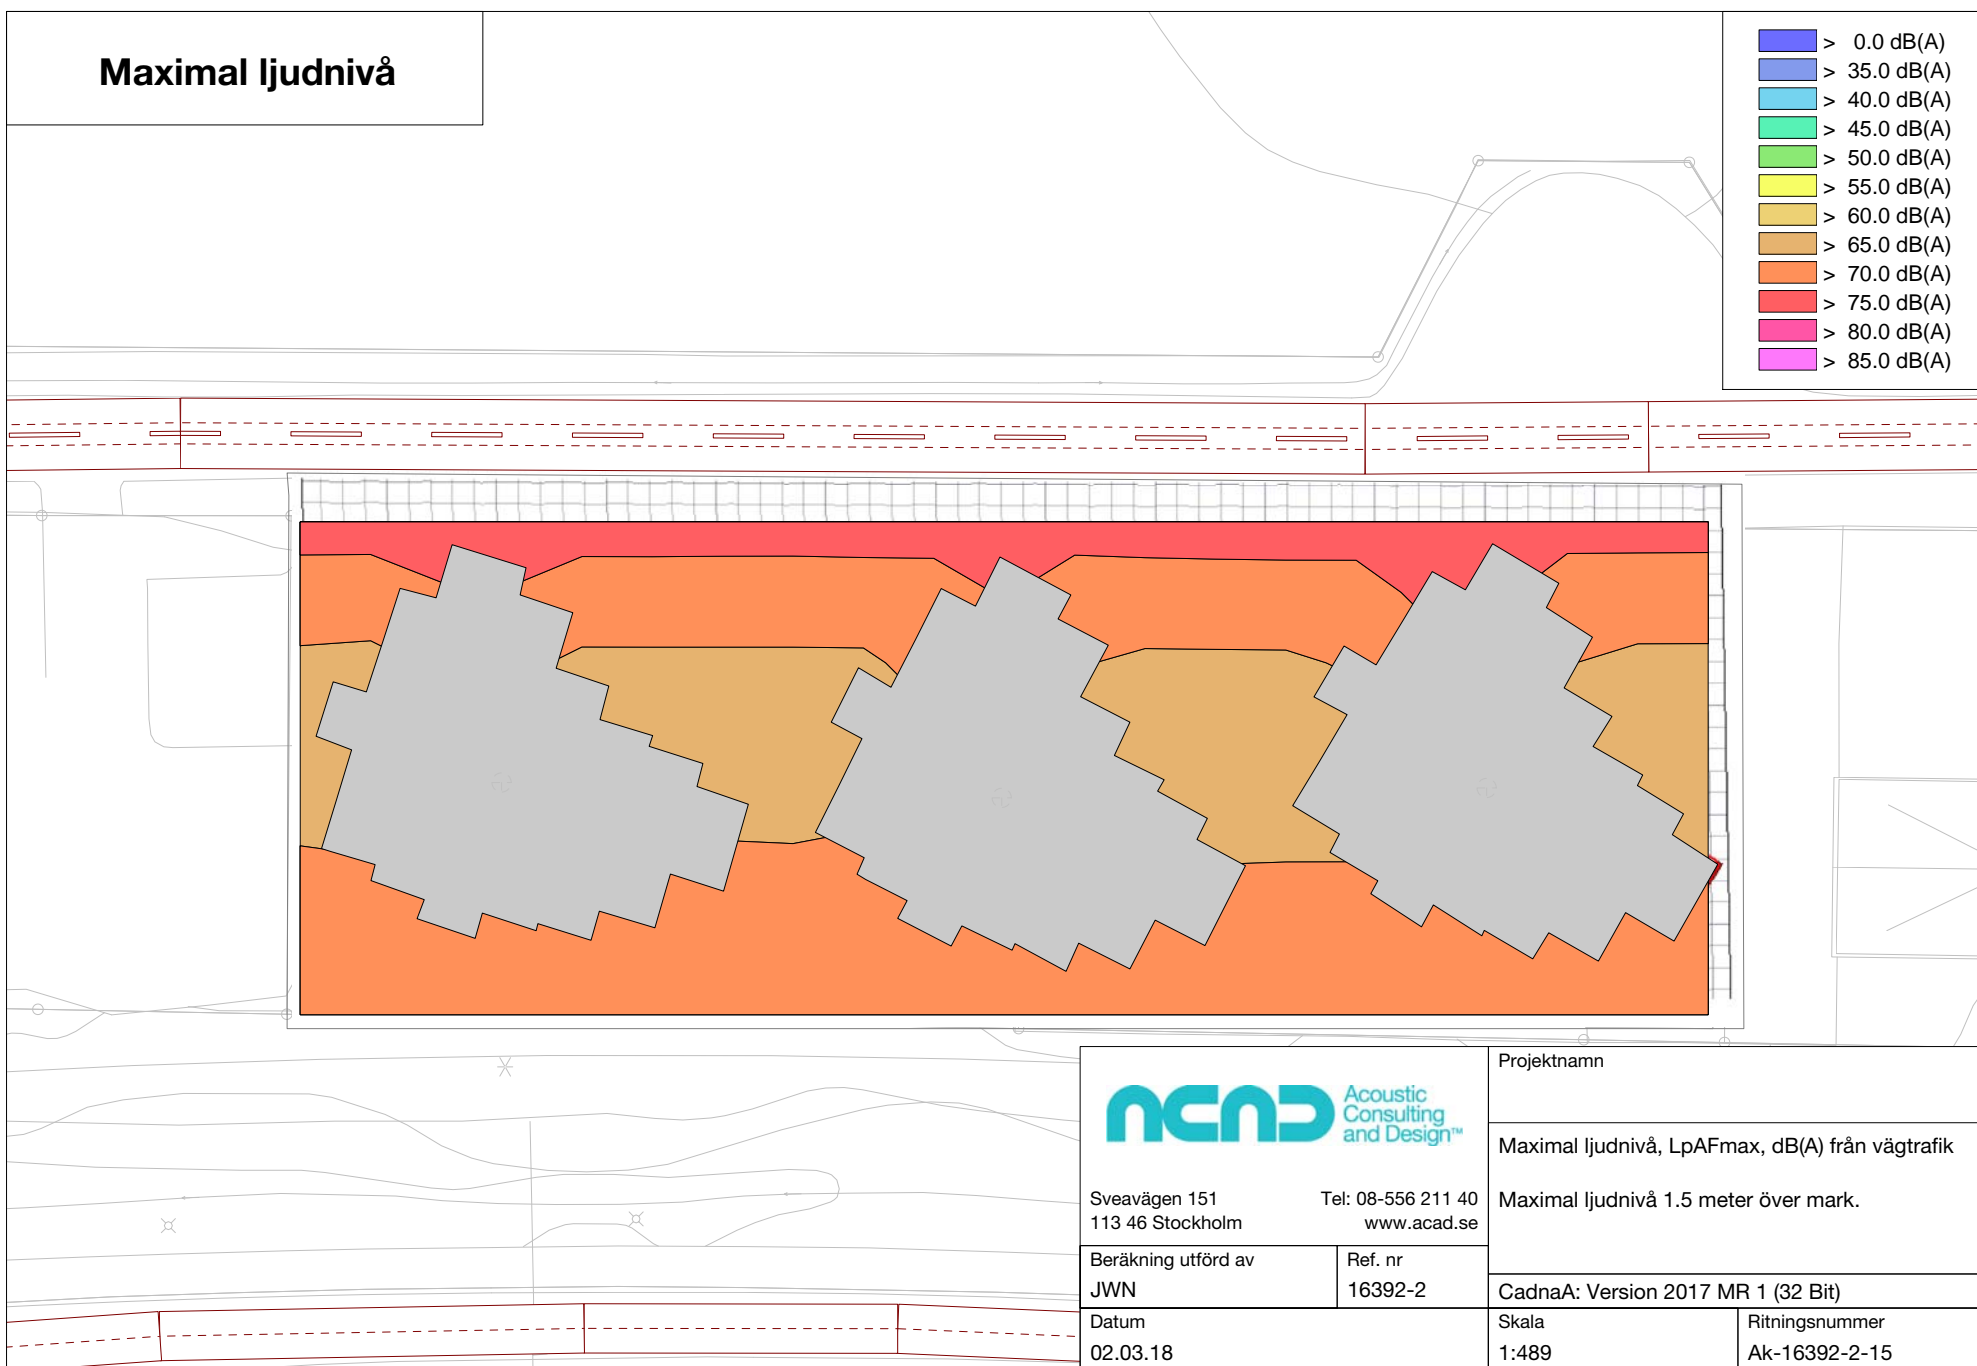 Maximal ljudnivå
> 0.0 dB(A)
> 35.0 dB(A)
> 40.0 dB(A)
> 45.0 dB(A)
> 50.0 dB(A)
> 55.0 dB(A)
> 60.0 dB(A)
> 65.0 dB(A)
> 70.0 dB(A)
> 75.0 dB(A)
> 80.0 dB(A)
> 85.0 dB(A)
ACAD
Acoustic
Consulting
and Design™
Sveavägen 151 Tel: 08-556 211 40
113 46 Stockholm www.acad.se
Projektnamn
Maximal ljudnivå, LpAFmax, dB(A) från vägtrafik
Maximal ljudnivå 1.5 meter över mark.
Beräkning utförd av
JWN
Ref. nr
16392-2
CadnaA: Version 2017 MR 1 (32 Bit)
Datum
02.03.18
Skala
1:489
Ritningsnummer
Ak-16392-2-15